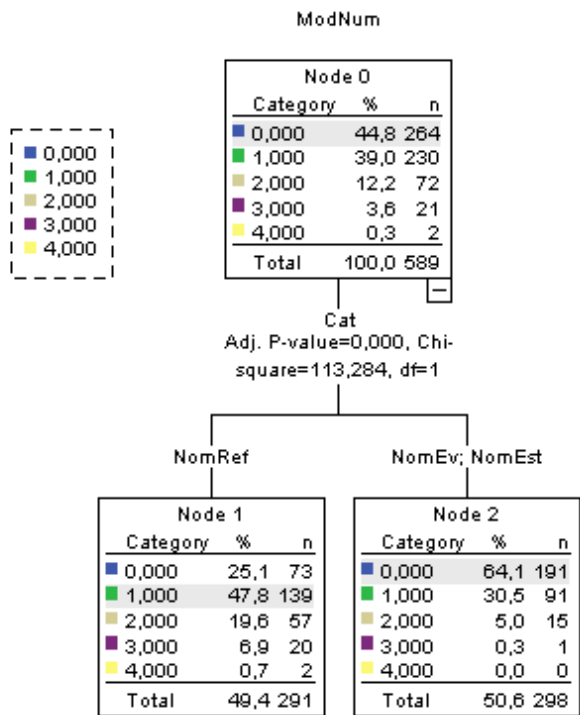 ModNum
Node 0
Category % n
0,000 44,8 264
1,000 39,0 230
2,000 12,2 72
3,000 3,6 21
4,000 0,3 2
Total 100,0 589
0,000
1,000
2,000
3,000
4,000
Cat
Adj. P-value=0,000, Chi-
square=113,284, df=1
NomRef
NomEv; NomEst
Node 1
Category % n
0,000 25,1 73
1,000 47,8 139
2,000 19,6 57
3,000 6,9 20
4,000 0,7 2
Total 49,4 291
Node 2
Category % n
0,000 64,1 191
1,000 30,5 91
2,000 5,0 15
3,000 0,3 1
4,000 0,0 0
Total 50,6 298